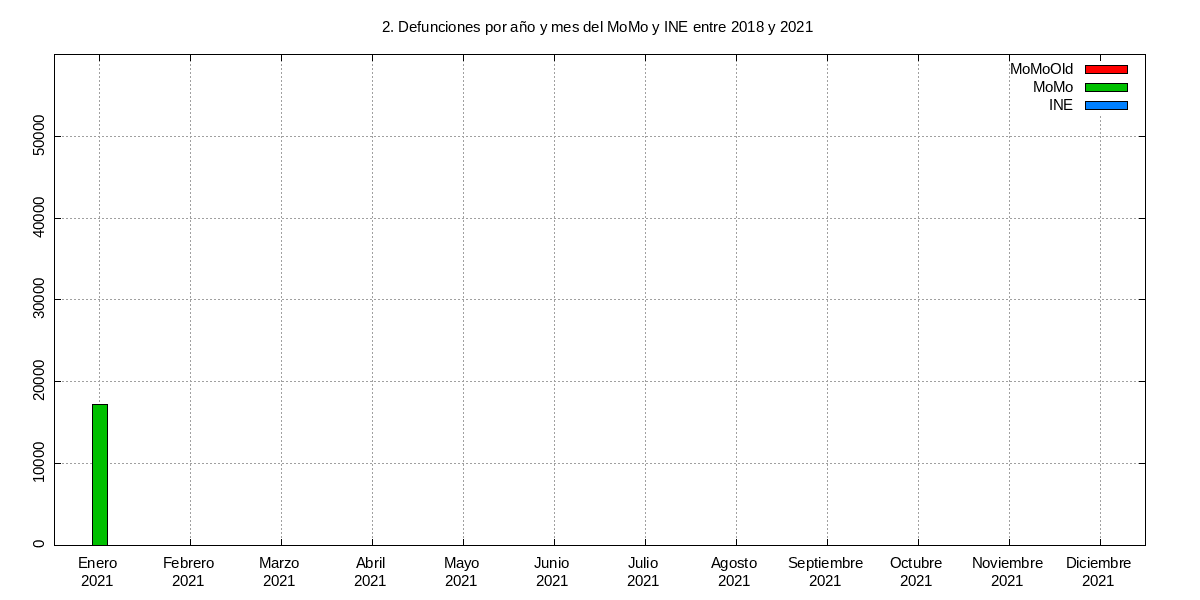 2. Defunciones por año y mes del MoMo y INE entre 2018 y 2021
MoMoOld
MoMo
INE
50000
40000
30000
20000
10000
0
Enero Febrero Marzo Abril Mayo Junio Julio Agosto Septiembre Octubre Noviembre Diciembre
2021 2021 2021 2021 2021 2021 2021 2021 2021 2021 2021 2021